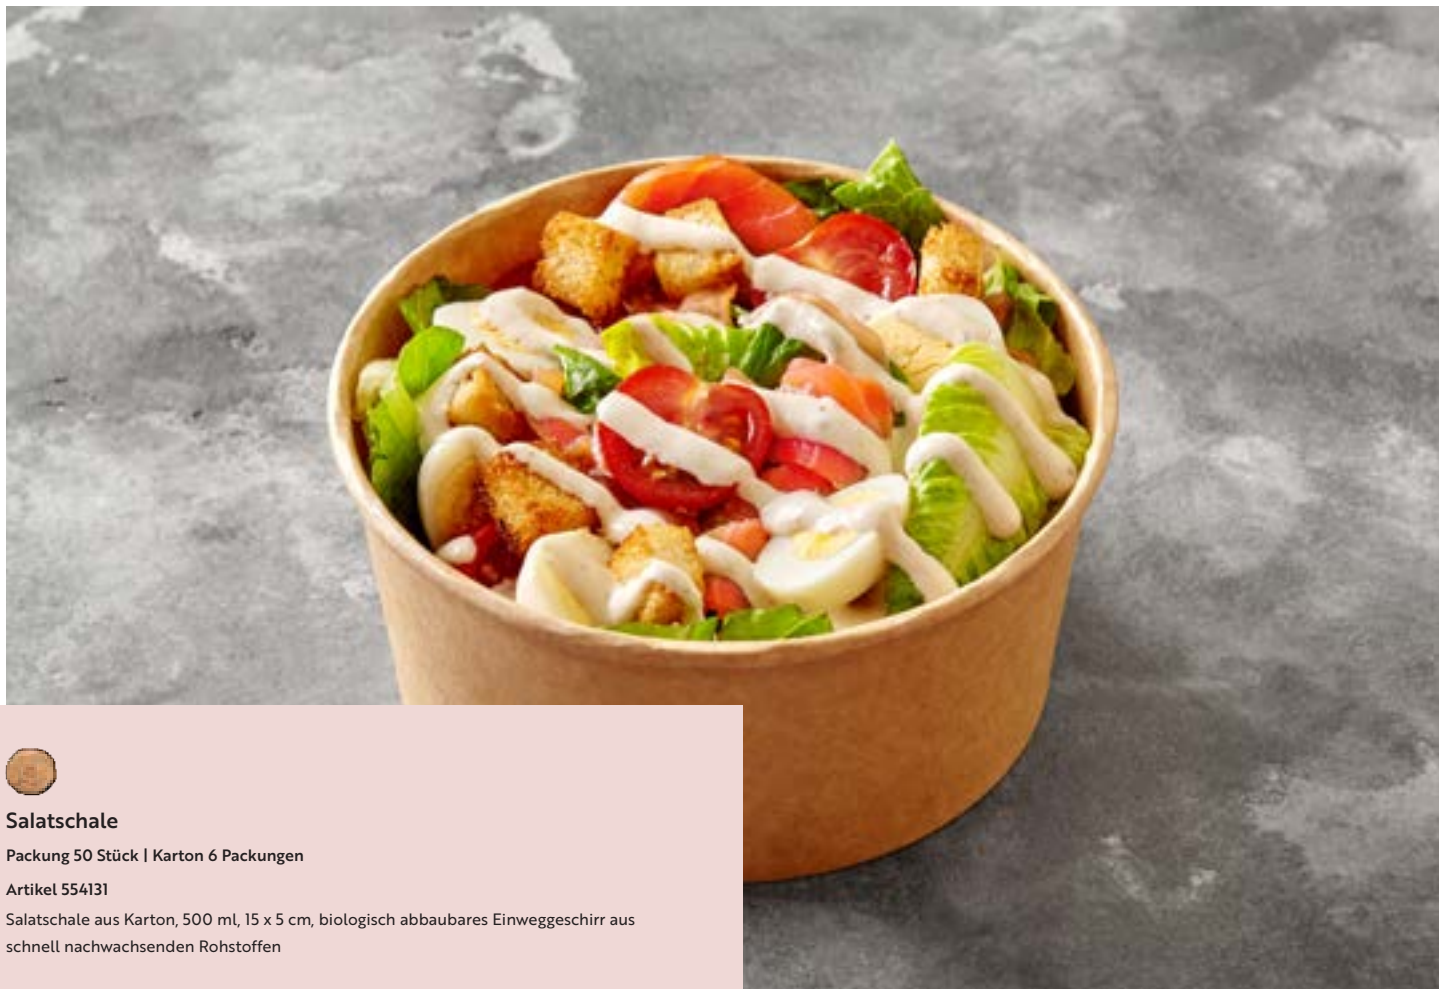 Salatschale
Packung 50 Stück | Karton 6 Packungen
Artikel 554131
Salatschale aus Karton, 500 ml, 15 x 5 cm, biologisch abbaubares Einweggeschirr aus
schnell nachwachsenden Rohstoffen